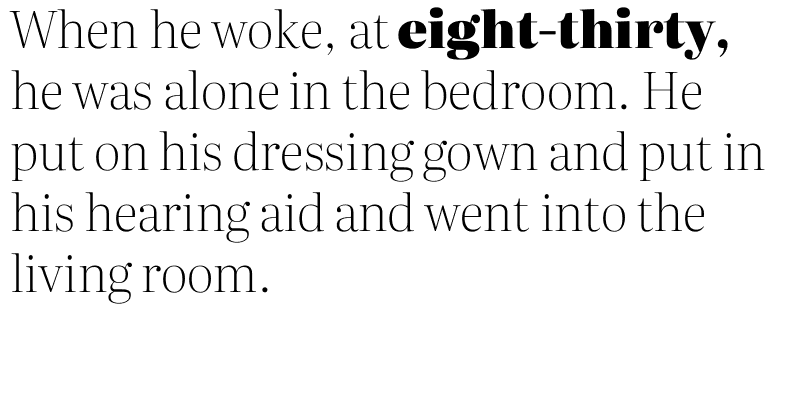 When he woke, at eight-thirty,
he was alone in the bedroom. He
put on his dressing gown and put in
his hearing aid and went into the
living room.